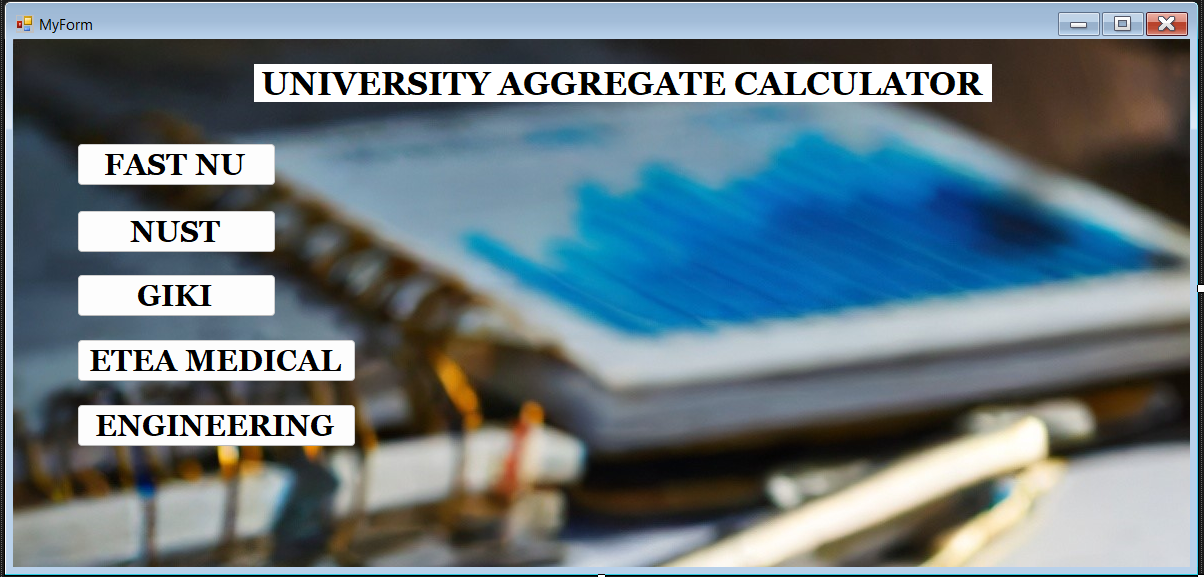 MyForm
UNIVERSITY AGGREGATE CALCULATOR
FAST NU
NUST
GIKI
ETEA MEDICAL
ENGINEERING